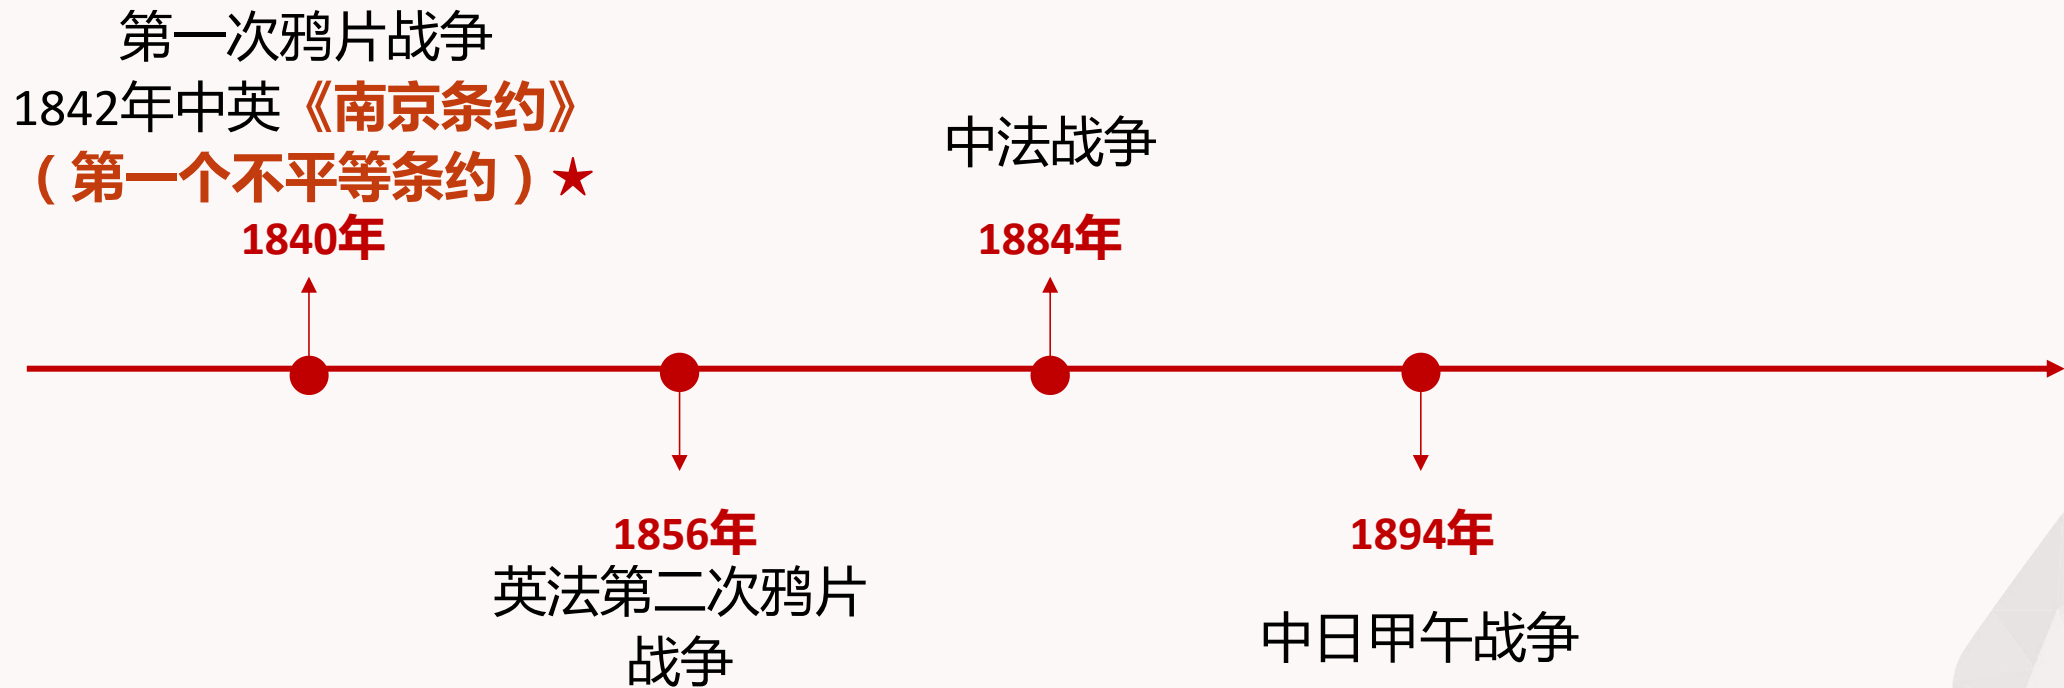 第一次鸦片战争
1842年中英《南京条约》
（第一个不平等条约）★
1840年
1856年
英法第二次鸦片
战争
中法战争
1884年
1894年
中日甲午战争